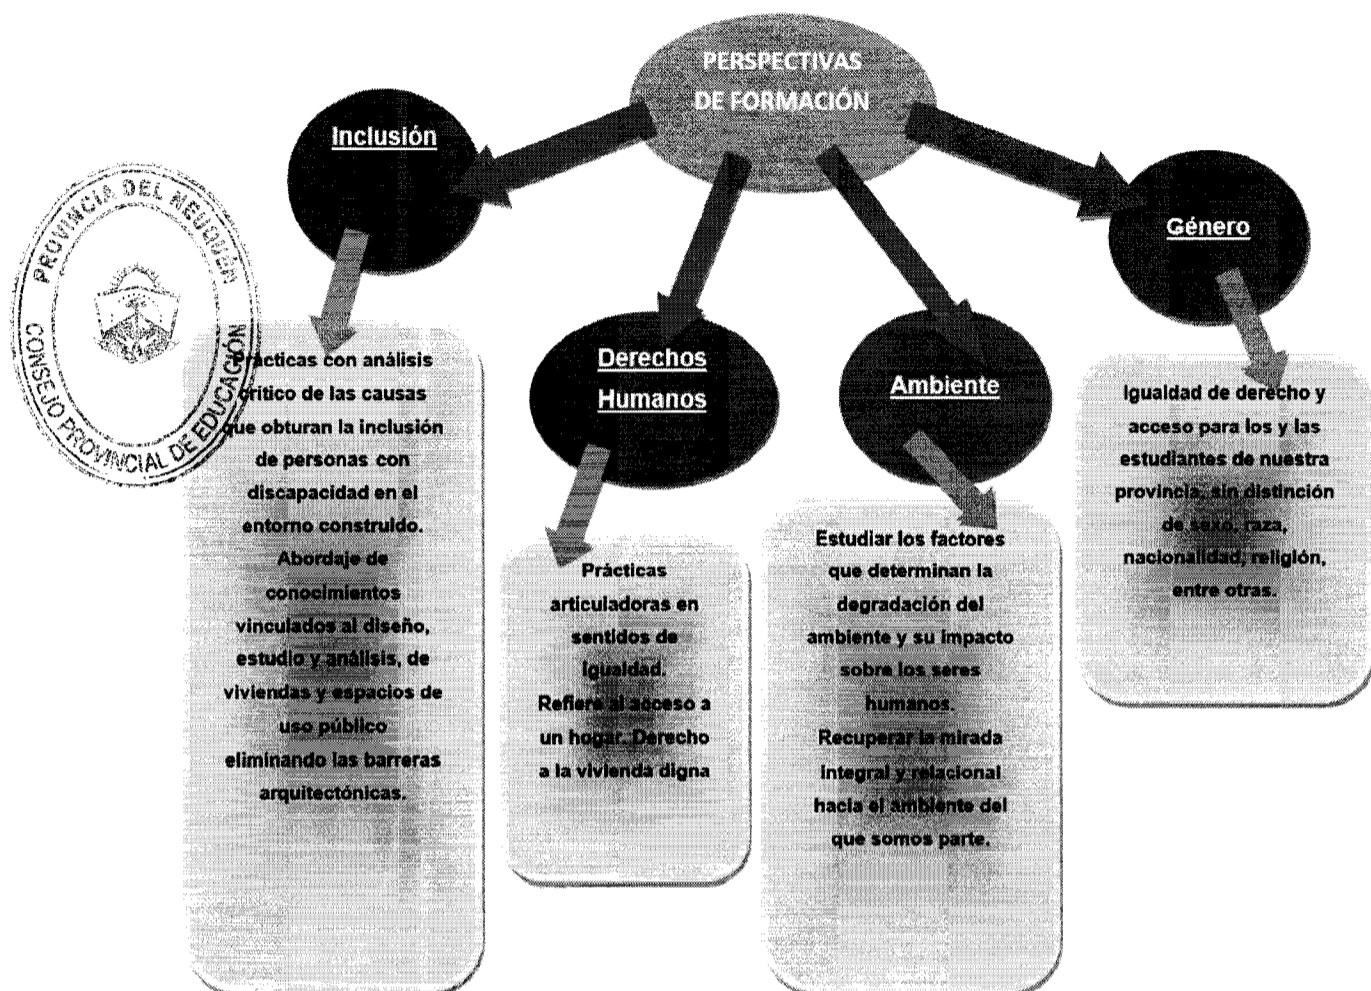 PERSPECTIVAS
DE FORMACIÓN
Inclusión
PROVINCIA DEL NEUQUÉN
CONSEJO PROVINCIAL DE EDUCACIÓN
Prácticas con análisis
crítico de las causas
que obturan la inclusión
de personas con
discapacidad en el
entorno construido.
Abordaje de
conocimientos
vinculados al diseño,
estudio y análisis, de
viviendas y espacios de
uso público
eliminando las barreras
arquitectónicas.
Derechos
Humanos
Prácticas
articuladoras en
sentidos de
Igualdad.
Refiere al acceso a
un hogar. Derecho
a la vivienda digna
Ambiente
Estudiar los factores
que determinan la
degradación del
ambiente y su impacto
sobre los seres
humanos.
Recuperar la mirada
integral y relacional
hacia el ambiente del
que somos parte.
Género
Igualdad de derecho y
acceso para los y las
estudiantes de nuestra
provincia, sin distinción
de sexo, raza,
nacionalidad, religión,
entre otras.